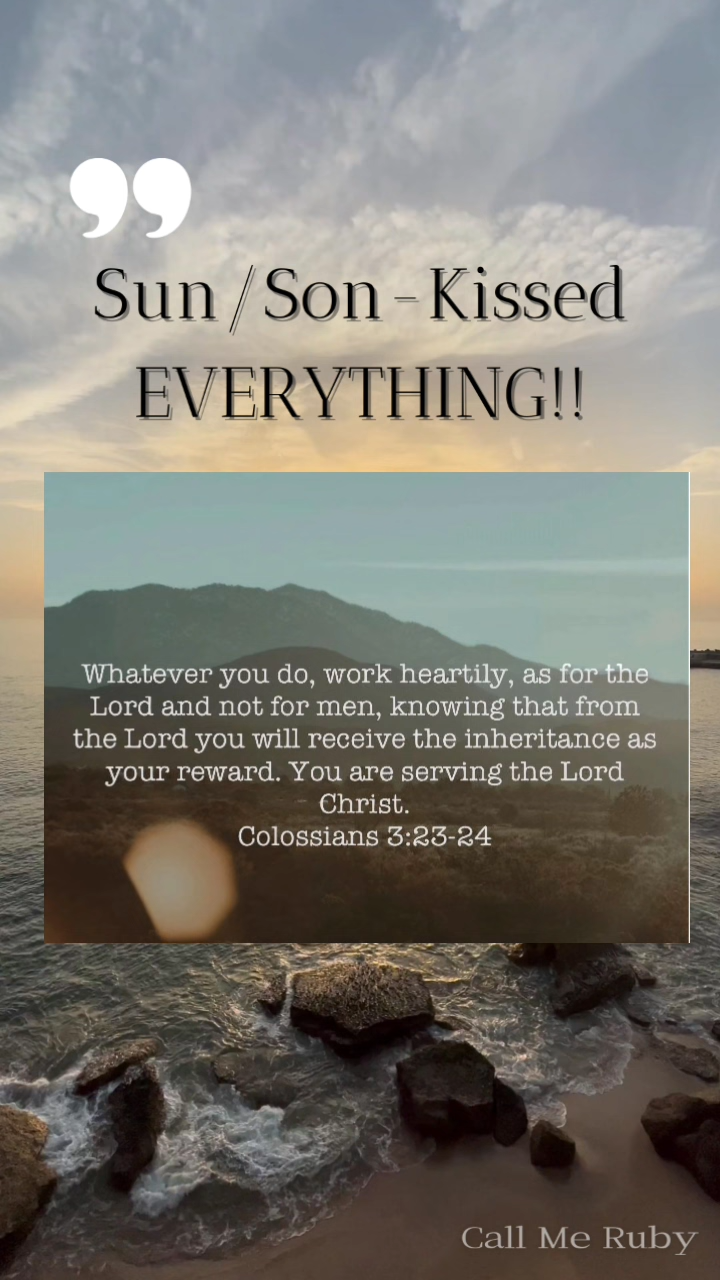 ”
Sun / Son - Kissed
EVERYTHING!!
Whatever you do, work heartily, as for the
Lord and not for men, knowing that from
the Lord you will receive the inheritance as
your reward. You are serving the Lord
Christ.
Colossians 3:23-24
Call Me Ruby